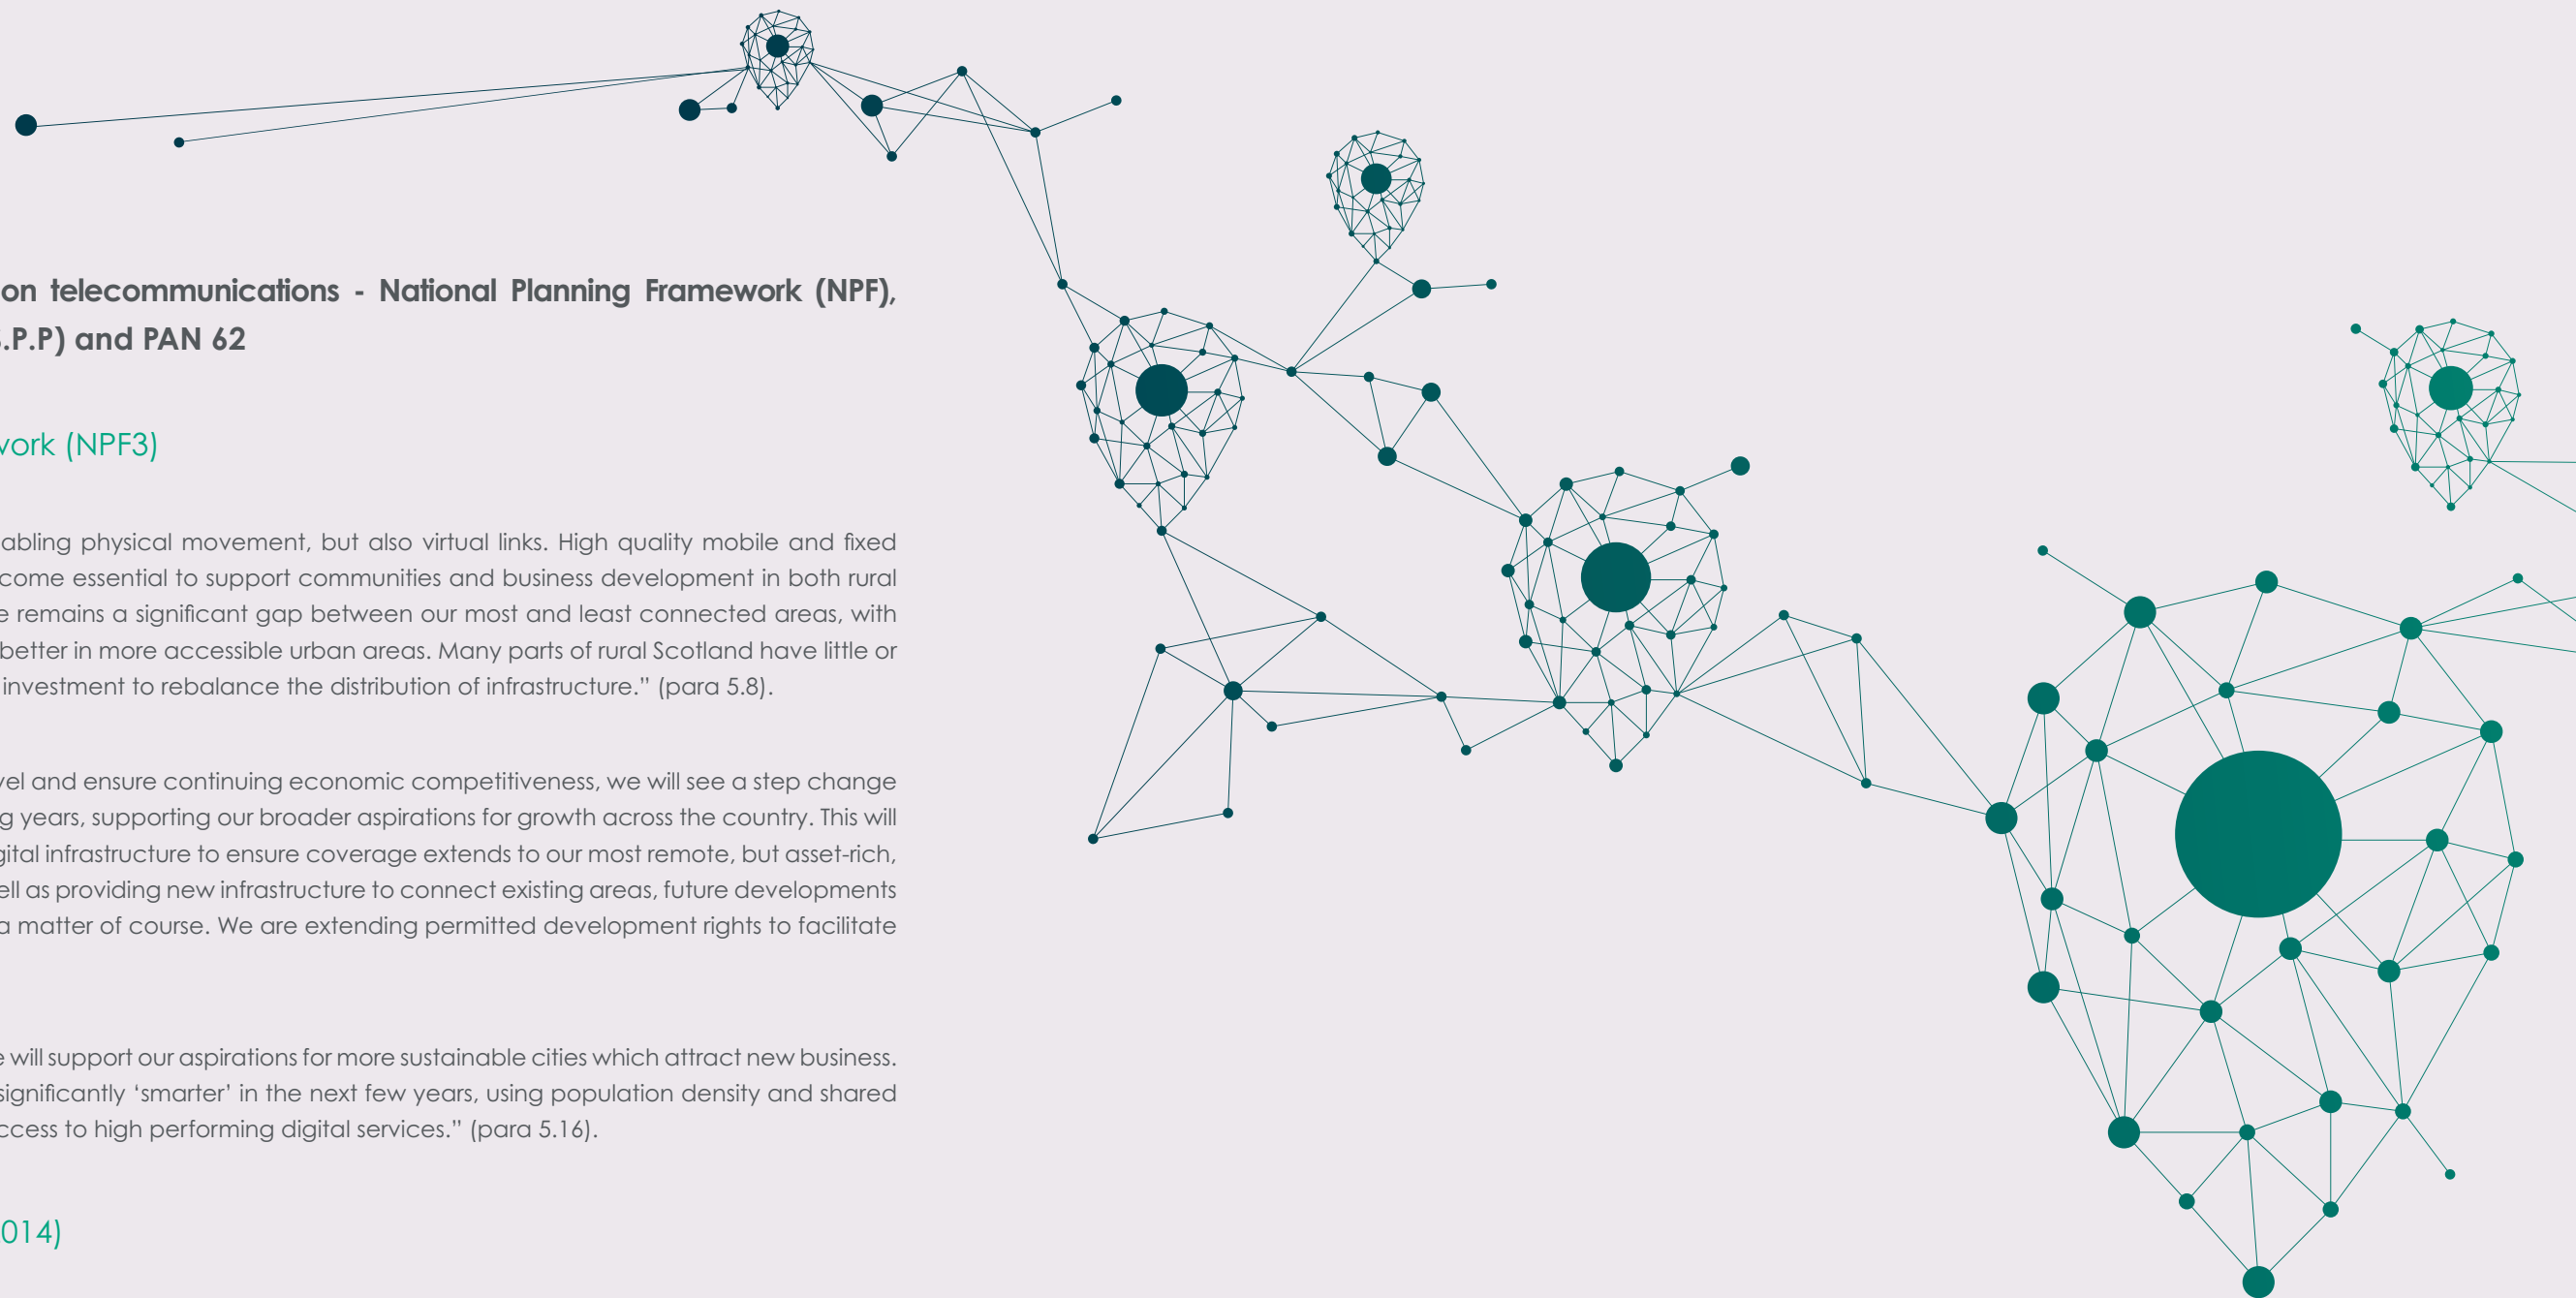 on telecommunications - National Planning Framework (NPF),
.P.P) and PAN 62
work (NPF3)
abling physical movement, but also virtual links. High quality mobile and fixed
come essential to support communities and business development in both rural
e remains a significant gap between our most and least connected areas, with
better in more accessible urban areas. Many parts of rural Scotland have little or
investment to rebalance the distribution of infrastructure.” (para 5.8).
vel and ensure continuing economic competitiveness, we will see a step change
g years, supporting our broader aspirations for growth across the country. This will
gital infrastructure to ensure coverage extends to our most remote, but asset-rich,
ell as providing new infrastructure to connect existing areas, future developments
a matter of course. We are extending permitted development rights to facilitate
e will support our aspirations for more sustainable cities which attract new business.
significantly ‘smarter’ in the next few years, using population density and shared
ccess to high performing digital services.” (para 5.16).
014)